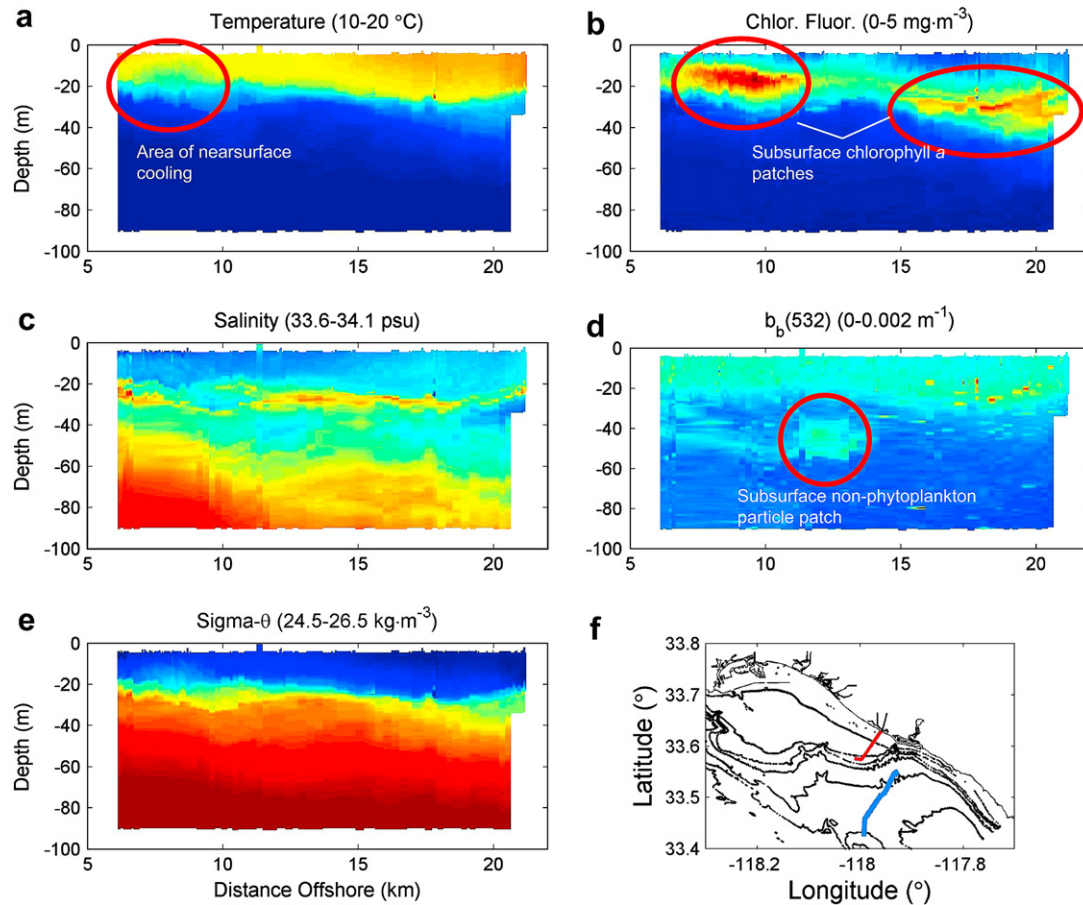 a
Temperature (10-20 °C)
0
-20
-40
-60
-80
-100
Depth (m)
Area of nearsurface
cooling
5
10
15
20
b
Chlor. Fluor. (0-5 mg·m-3)
0
-20
-40
-60
-80
-100
Subsurface chlorophyll a
patches
5
10
15
20
c
Salinity (33.6-34.1 psu)
0
-20
-40
-60
-80
-100
Depth (m)
5
10
15
20
d
bb(532) (0-0.002 m-1)
0
-20
-40
-60
-80
-100
Subsurface non-phytoplankton
particle patch
5
10
15
20
e
Sigma-θ (24.5-26.5 kg·m-3)
0
-20
-40
-60
-80
-100
Depth (m)
5
10
15
20
Distance Offshore (km)
f
33.8
33.7
33.6
33.5
33.4
Latitude (°)
-118.2
-118
-117.8
Longitude (°)